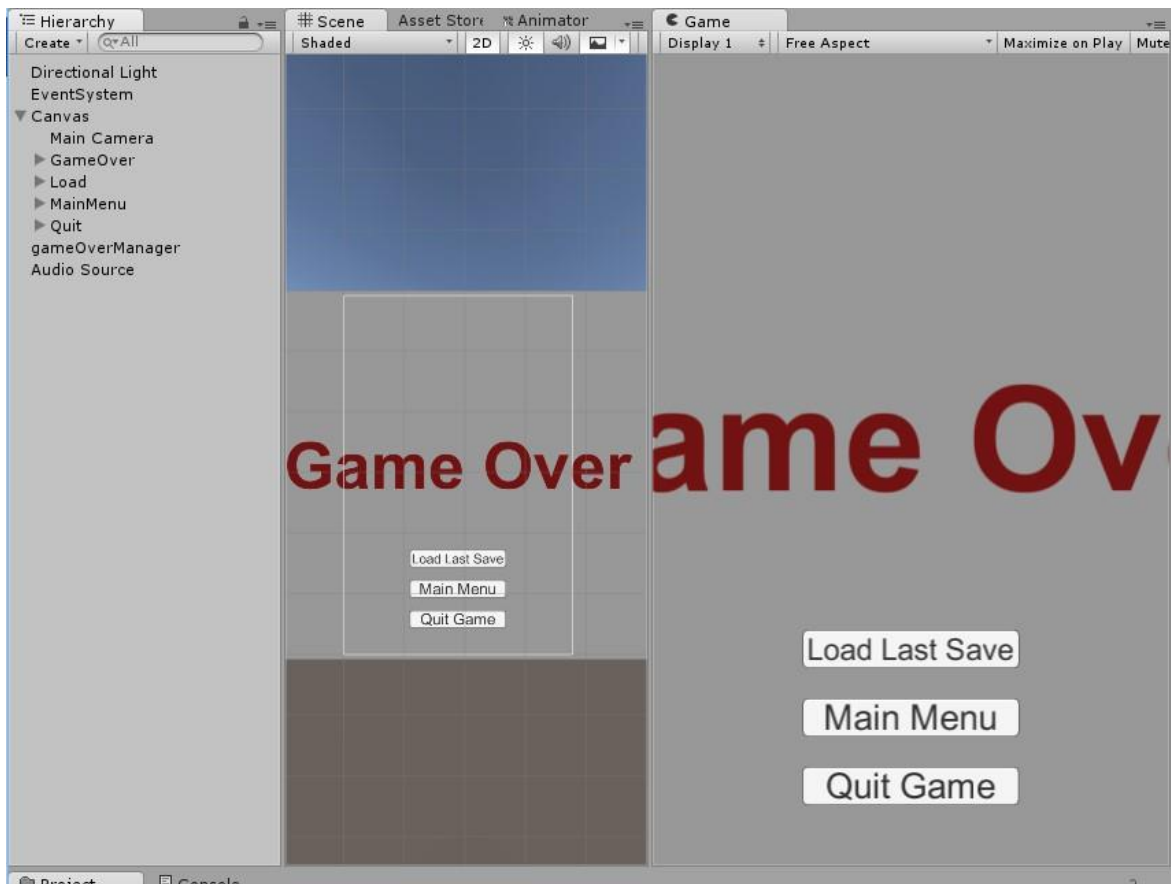 Hierarchy
Create
All
Directional Light
EventSystem
Canvas
Main Camera
GameOver
Load
MainMenu
Quit
gameOverManager
Audio Source
Scene
Asset Store
Animator
Shaded
2D
Game Over
Load Last Save
Main Menu
Quit Game
Game
Display 1
Free Aspect
Maximize on Play
Mute
ame Ov
Load Last Save
Main Menu
Quit Game
Project
Console